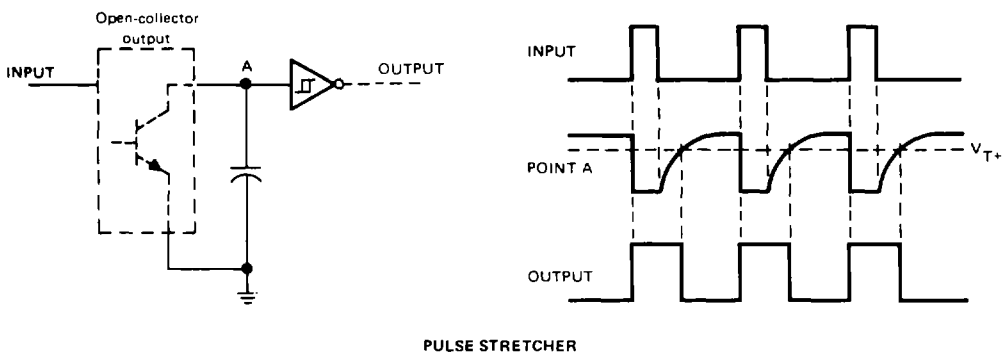 Open-collector
output
INPUT
A
OUTPUT
INPUT
POINT A
V_T+
OUTPUT
PULSE STRETCHER